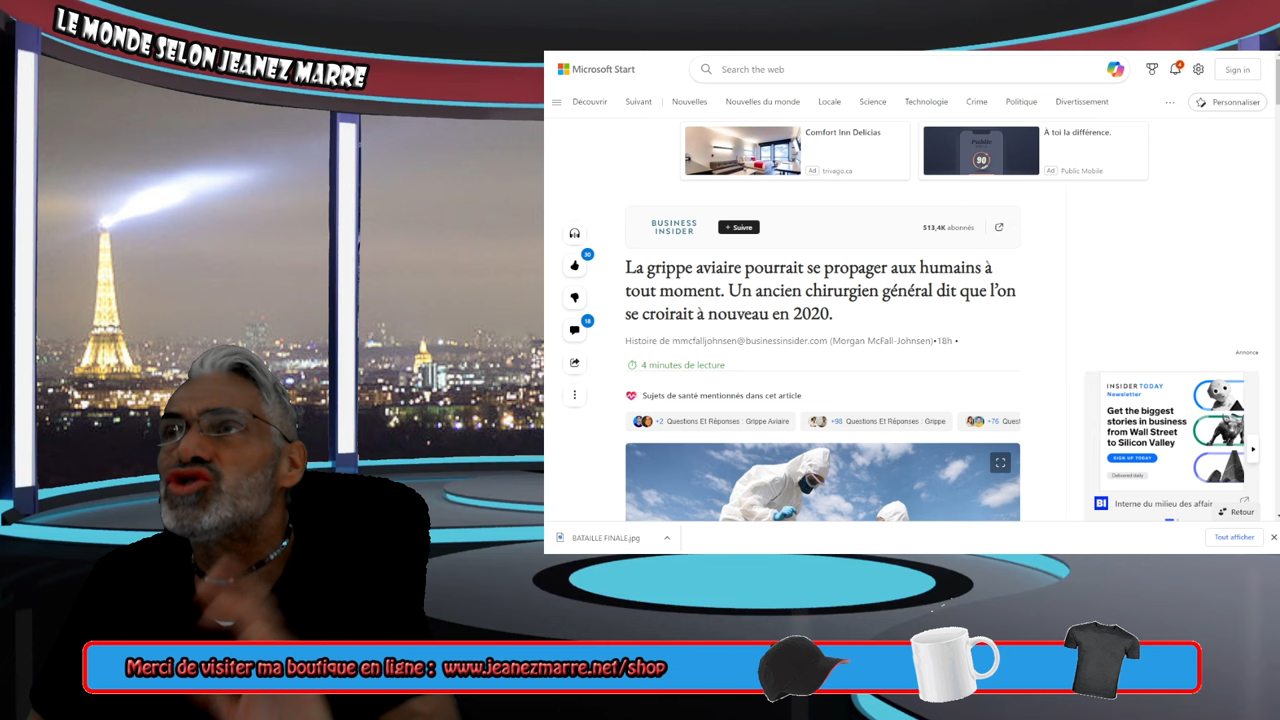 LE MONDE SELON JEANEZ MARRE
Microsoft Start
Search the web
4
Sign in
Découvrir Suivant Nouvelles Nouvelles du monde Locale Science Technologie Crime Politique Divertissement ... Personnaliser
Comfort Inn Delicias
Ad trivago.ca
Public
90
À toi la différence.
Ad Public Mobile
BUSINESS
INSIDER
+ Suivre
513,4K abonnés
30
18
La grippe aviaire pourrait se propager aux humains à
tout moment. Un ancien chirurgien général dit que l'on
se croirait à nouveau en 2020.
Histoire de mmcfalljohnsen@businessinsider.com (Morgan McFall-Johnsen)•18h •
4 minutes de lecture
Sujets de santé mentionnés dans cet article
+2 Questions Et Réponses : Grippe Aviaire
+98 Questions Et Réponses : Grippe
+76 Quest
Annonce
INSIDER TODAY
Newsletter
Get the biggest
stories in business
from Wall Street
to Silicon Valley
SIGN UP TODAY
Delivered daily
BI Interne du milieu des affair
Retour
BATAILLE FINALE.jpg
Tout afficher
Merci de visiter ma boutique en ligne : www.jeanezmarre.net/shop